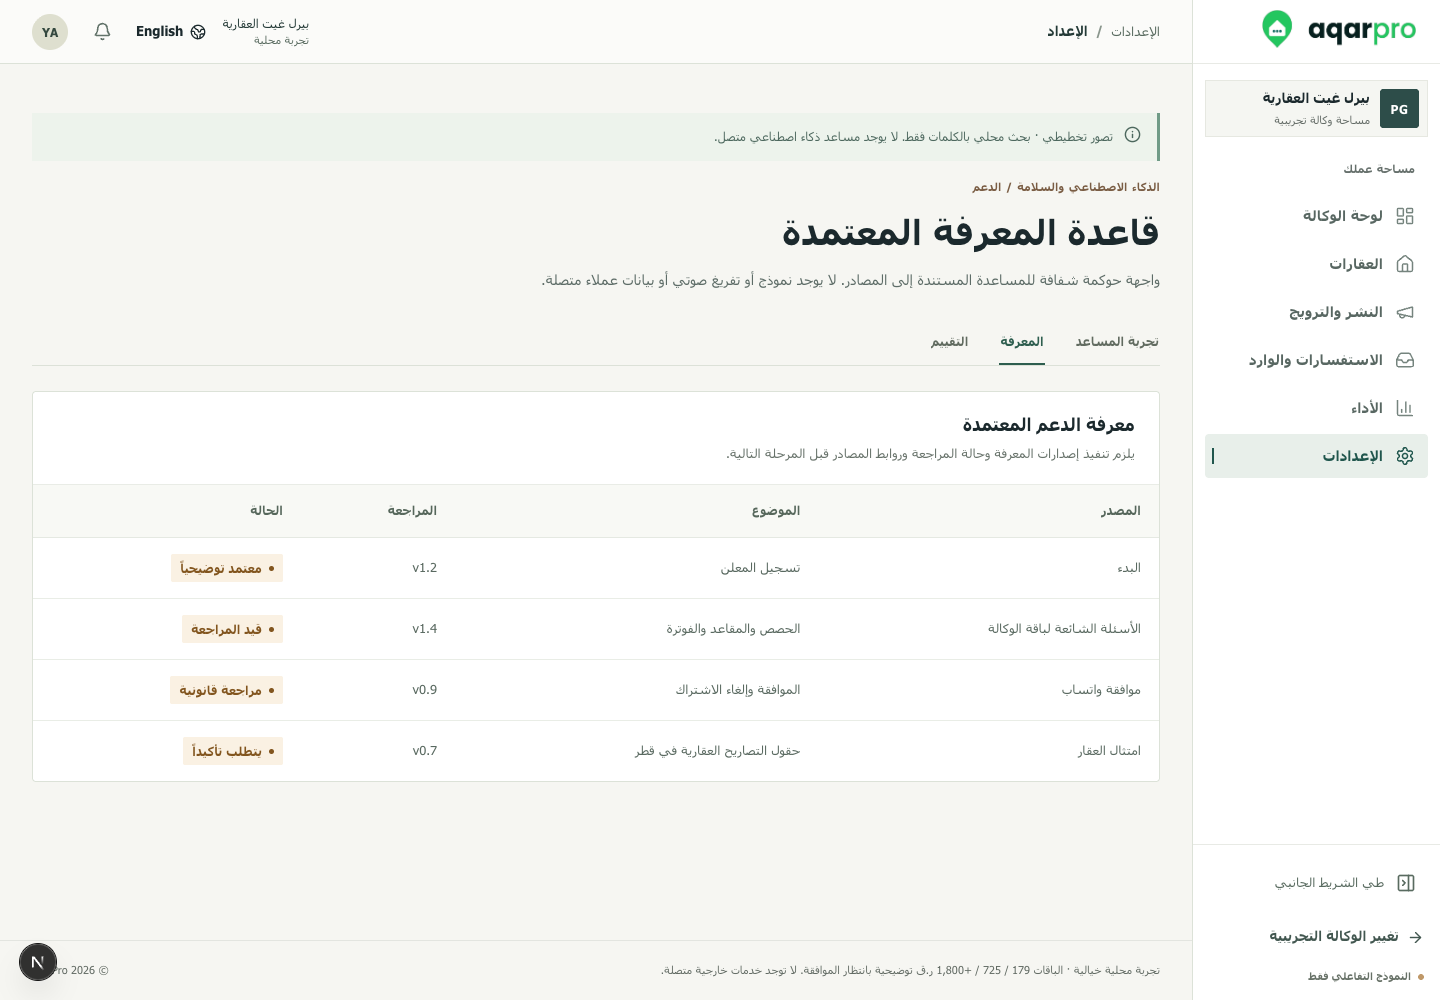 aqarpro
PG
بيرل غيت العقارية
مساحة وكالة تجريبية
مساحة عملك
لوحة الوكالة
العقارات
النشر والترويج
الاستفسارات والوارد
الأداء
الإعدادات
طي الشريط الجانبي
تغيير الوكالة التجريبية
النموذج التفاعلي فقط
الإعدادات / الإعداد
بيرل غيت العقارية
تجربة محلية
English
YA
تصور تخطيطي · بحث محلي بالكلمات فقط. لا يوجد مساعد ذكاء اصطناعي متصل.
الذكاء الاصطناعي والسلامة / الدعم
قاعدة المعرفة المعتمدة
واجهة حوكمة شفافة للمساعدة المستندة إلى المصادر. لا يوجد نموذج أو تفريغ صوتي أو بيانات عملاء متصلة.
تجربة المساعد المعرفة التقييم
معرفة الدعم المعتمدة
يلزم تنفيذ إصدارات المعرفة وحالة المراجعة وروابط المصادر قبل المرحلة التالية.
المصدر الموضوع المراجعة الحالة
البدء تسجيل المعلن v1.2 معتمد توضيحياً
الأسئلة الشائعة لباقة الوكالة الحصص والمقاعد والفوترة v1.4 قيد المراجعة
موافقة واتساب الموافقة وإلغاء الاشتراك v0.9 مراجعة قانونية
امتثال العقار حقول التصاريح العقارية في قطر v0.7 يتطلب تأكيداً
تجربة محلية خيالية · الباقات 179 / 725 / +1,800 ر.ق توضيحية بانتظار الموافقة. لا توجد خدمات خارجية متصلة.
© 2026
N